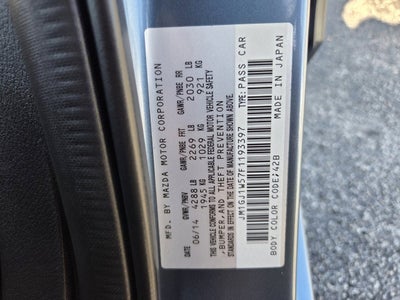 MFD. BY MAZDA MOTOR CORPORATION
GVWR/PNBV GAWR/PNBE FRT GAWR/PNBE RR
06/14 4288 LB 2269 LB 2030 LB
1945 KG 1029 KG 921 KG
THIS VEHICLE CONFORMS TO ALL APPLICABLE FEDERAL MOTOR VEHICLE SAFETY
, BUMPER, AND THEFT PREVENTION
STANDARDS IN EFFECT ON THE DATE OF MANUFACTURE SHOWN ABOVE.
JM1GJ1W57F1193397 TYPE: PASS CAR
MADE IN JAPAN
BODY COLOR CODE:42B